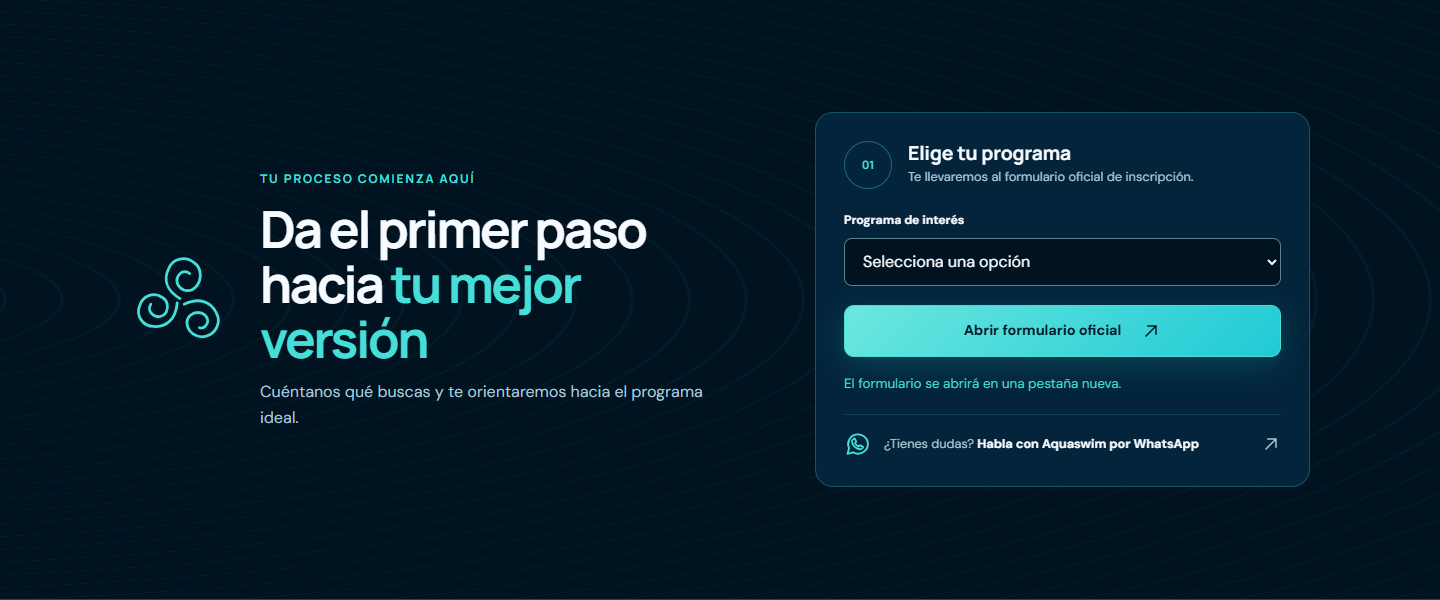 TU PROCESO COMIENZA AQUÍ
Da el primer paso
hacia tu mejor
versión
Cuéntanos qué buscas y te orientaremos hacia el programa
ideal.
01
Elige tu programa
Te llevaremos al formulario oficial de inscripción.
Programa de interés
Selecciona una opción
Abrir formulario oficial
El formulario se abrirá en una pestaña nueva.
¿Tienes dudas? Habla con Aquaswim por WhatsApp